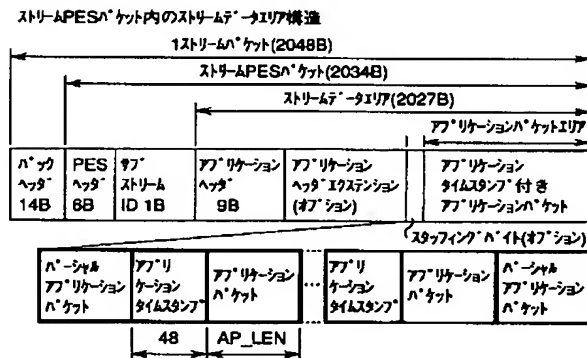 ストリームPESパケット内のストリームデータエリア構造
1ストリームパケット(2048B)
ストリームPESパケット(2034B)
ストリームデータエリア(2027B)
アプリケーションパケットエリア
パック
ヘッダ
14B
PES
ヘッダ
6B
サブ
ストリーム
ID 1B
アプリケーション
ヘッダ
9B
アプリケーション
ヘッダエクステンション
(オプション)
アプリケーション
タイムスタンプ付き
アプリケーションパケット
スタッフィングバイト(オプション)
パーシャル
アプリケーション
パケット
アプリ
ケーション
タイムスタンプ
アプリケーション
パケット
アプリ
ケーション
タイムスタンプ
アプリケーション
パケット
パーシャル
アプリケーション
パケット
48
AP_LEN